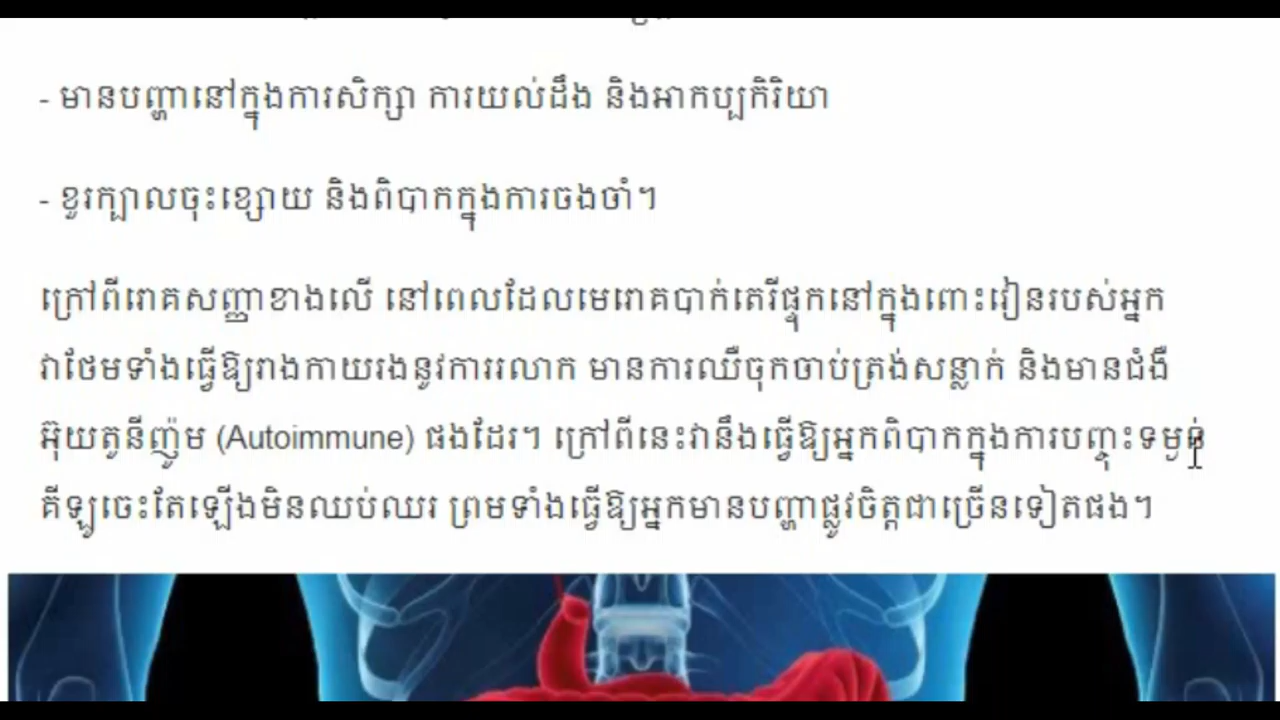 - មានបញ្ហានៅក្នុងការសិក្សា ការយល់ដឹង និងអាកប្បកិរិយា
- ខួរក្បាលចុះខ្សោយ និងពិបាកក្នុងការចងចាំ។
ក្រៅពីរោគសញ្ញាខាងលើ នៅពេលដែលមេរោគបាក់តេរីផ្ទុកនៅក្នុងពោះវៀនរបស់អ្នក
វាថែមទាំងធ្វើឱ្យរាងកាយរងនូវការរលាក មានការឈឺចុកចាប់ត្រង់សន្លាក់ និងមានជំងឺ
អ៊ុយតូនីញ៉ូម (Autoimmune) ផងដែរ។ ក្រៅពីនេះវានឹងធ្វើឱ្យអ្នកពិបាកក្នុងការបញ្ចុះទម្ងន់
គីឡូចេះតែឡើងមិនឈប់ឈរ ព្រមទាំងធ្វើឱ្យអ្នកមានបញ្ហាផ្លូវចិត្តជាច្រើនទៀតផង។